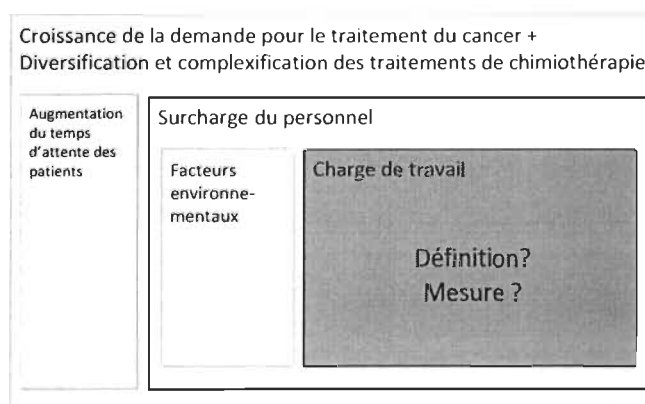 Croissance de la demande pour le traitement du cancer +
Diversification et complexification des traitements de chimiothérapie
Augmentation
du temps
d'attente des
patients
Surcharge du personnel
Facteurs
environne-
mentaux
Charge de travail
Définition?
Mesure ?